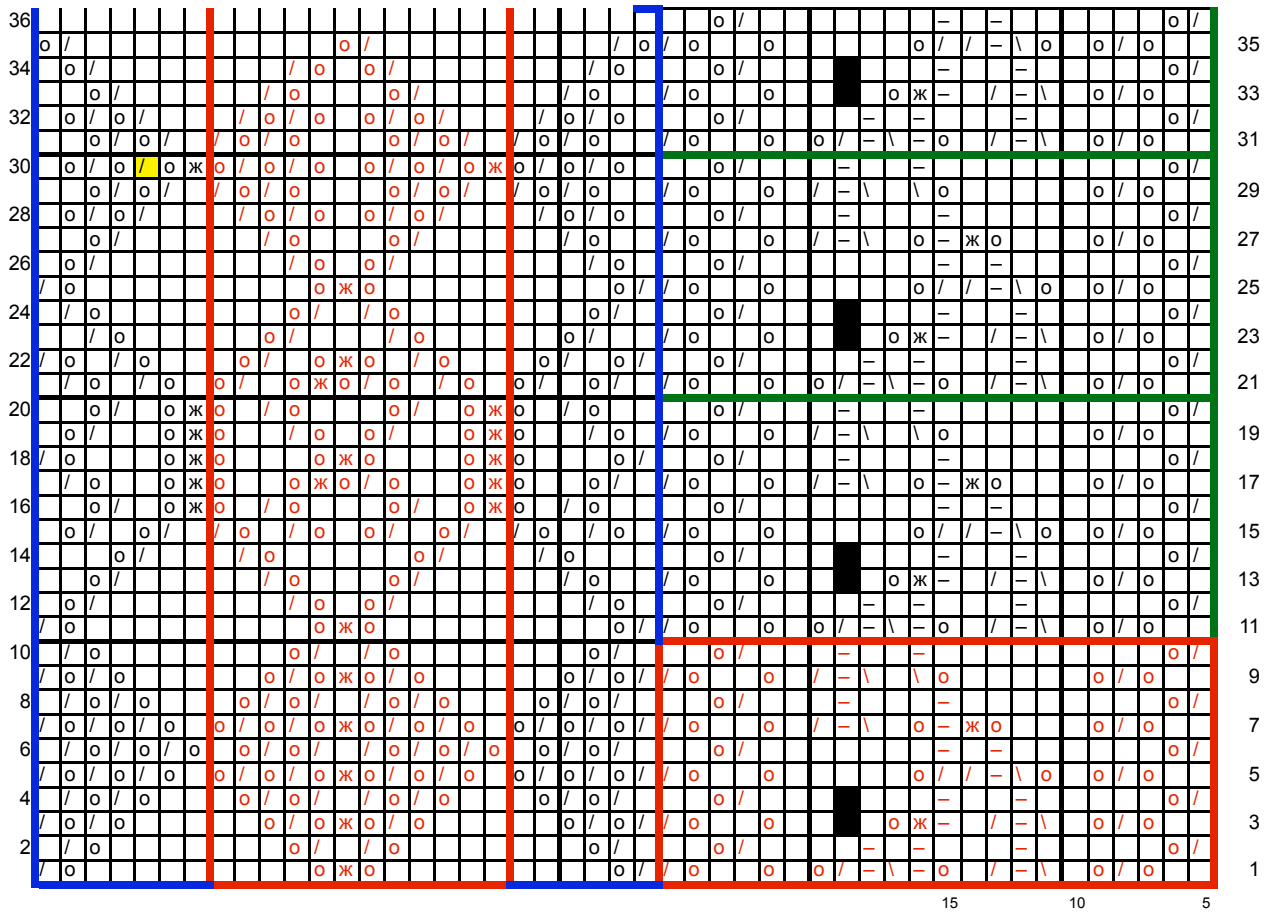 36 o / – – o /
o / o / / o / o o o / / – \ o o / o 35
34 o / / o o / / o o / – – o /
o / / o o / / o / o o o ж – / – \ o / o 33
32 o / o / / o / o o / o / / o / o o / – – – o /
o / o / / o / o o / o / / o / o / o o o / – \ – o / – \ o / o 31
30 o / o / o ж o / o / o o / o / o ж o / o / o o / – – o /
o / o / / o / o o / o / / o / o / o o / – \ \ o o / o 29
28 o / o / / o / o o / o / / o / o o / – – o /
o / / o o / / o / o o / – \ o – ж o o / o 27
26 o / / o o / / o o / – – o /
/ o o ж o o / / o o o / / – \ o o / o 25
24 / o o / / o o / o / – – o /
/ o o / / o o / / o o o ж – / – \ o / o 23
22 / o / o o / o ж o / o o / o / o / – – – o /
/ o / o o / o ж o / o / o o / o / / o o o / – \ – o / – \ o / o 21
20 o / o ж o / o o / o ж o / o o / – – o /
o / o ж o / o o / o ж o / o / o o / – \ \ o o / o 19
18 / o o ж o o ж o o ж o o / o / – – o /
/ o o ж o o ж o / o o ж o o / / o o / – \ o – ж o o / o 17
16 o / o ж o / o o / o ж o / o o / – – o /
o / o / / o / o o / o / / o / o / o o o / / – \ o o / o 15
14 o / / o o / / o o / – – o /
o / / o o / / o / o o o ж – / – \ o / o 13
12 o / / o o / / o o / – – – o /
/ o o ж o o / / o o o / – \ – o / – \ o / o 11
10 / o o / / o o / o / – – o /
/ o / o o / o ж o / o o / o / / o o / – \ \ o o / o 9
8 / o / o o / o / / o / o o / o / o / – – o /
/ o / o / o o / o / o ж o / o / o o / o / o / / o o / – \ o – ж o o / o 7
6 / o / o / o o / o / / o / o / o o / o / o / – – o /
/ o / o / o o / o / o ж o / o / o o / o / o / / o o o / / – \ o o / o 5
4 / o / o o / o / / o / o o / o / o / – – o /
/ o / o o / o ж o / o o / o / / o o o ж – / – \ o / o 3
2 / o o / / o o / o / – – – o /
/ o o ж o o / / o o o / – \ – o / – \ o / o 1
15 10 5